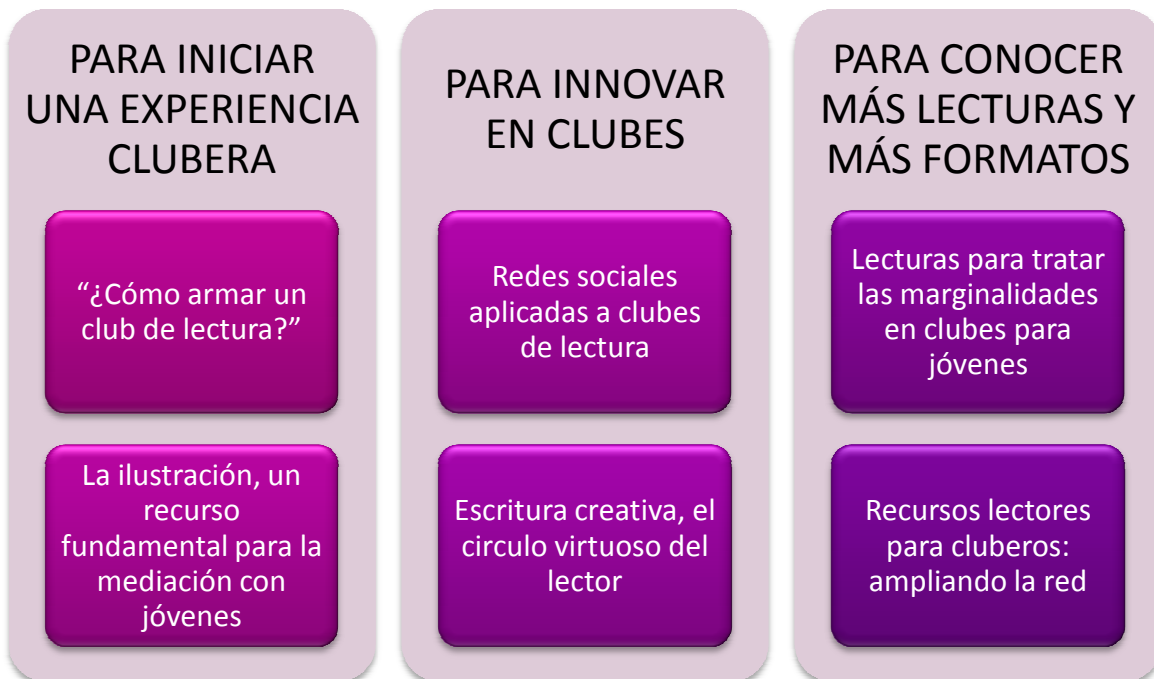 PARA INICIAR
UNA EXPERIENCIA
CLUBERA
“¿Cómo armar un
club de lectura?”
La ilustración, un
recurso
fundamental para la
mediación con
jóvenes
PARA INNOVAR
EN CLUBES
Redes sociales
aplicadas a clubes
de lectura
Escritura creativa, el
circulo virtuoso del
lector
PARA CONOCER
MÁS LECTURAS Y
MÁS FORMATOS
Lecturas para tratar
las marginalidades
en clubes para
jóvenes
Recursos lectores
para cluberos:
ampliando la red